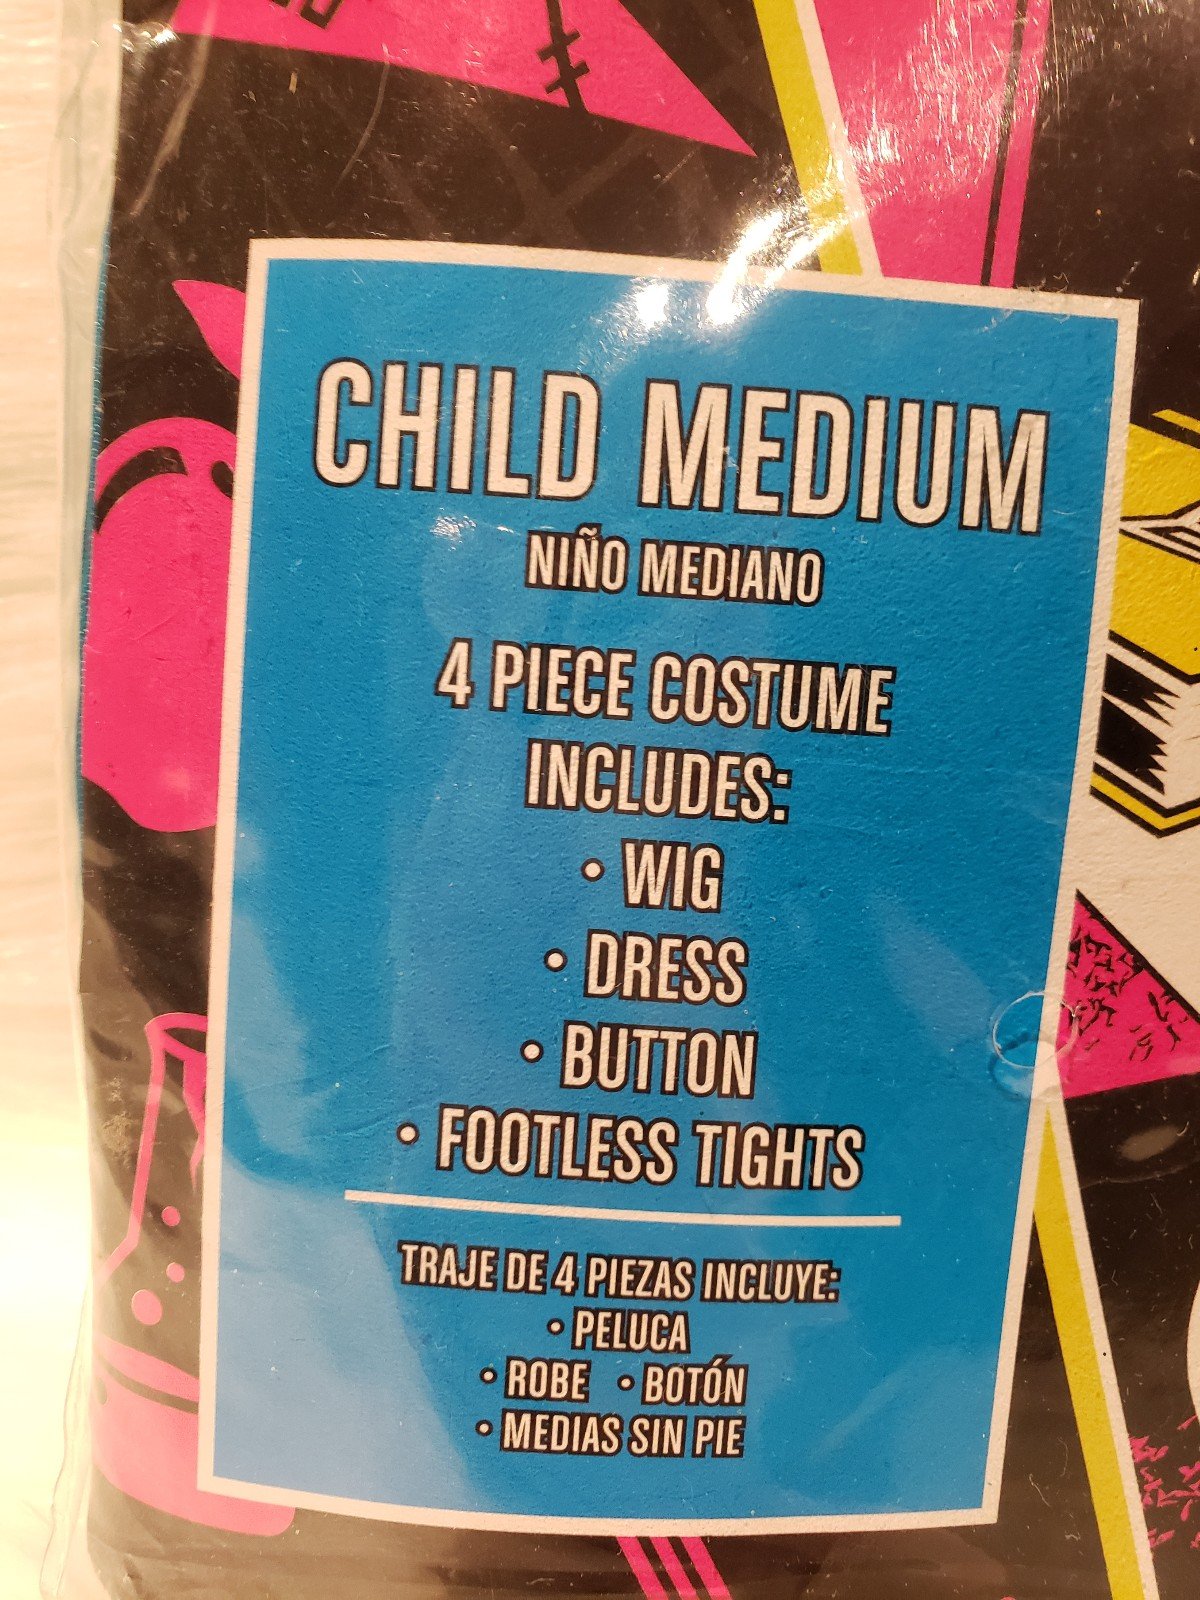 CHILD MEDIUM
NIÑO MEDIANO
4 PIECE COSTUME
INCLUDES:
• WIG
• DRESS
• BUTTON
• FOOTLESS TIGHTS
TRAJE DE 4 PIEZAS INCLUYE:
• PELUCA
• ROBE • BOTÓN
• MEDIAS SIN PIE